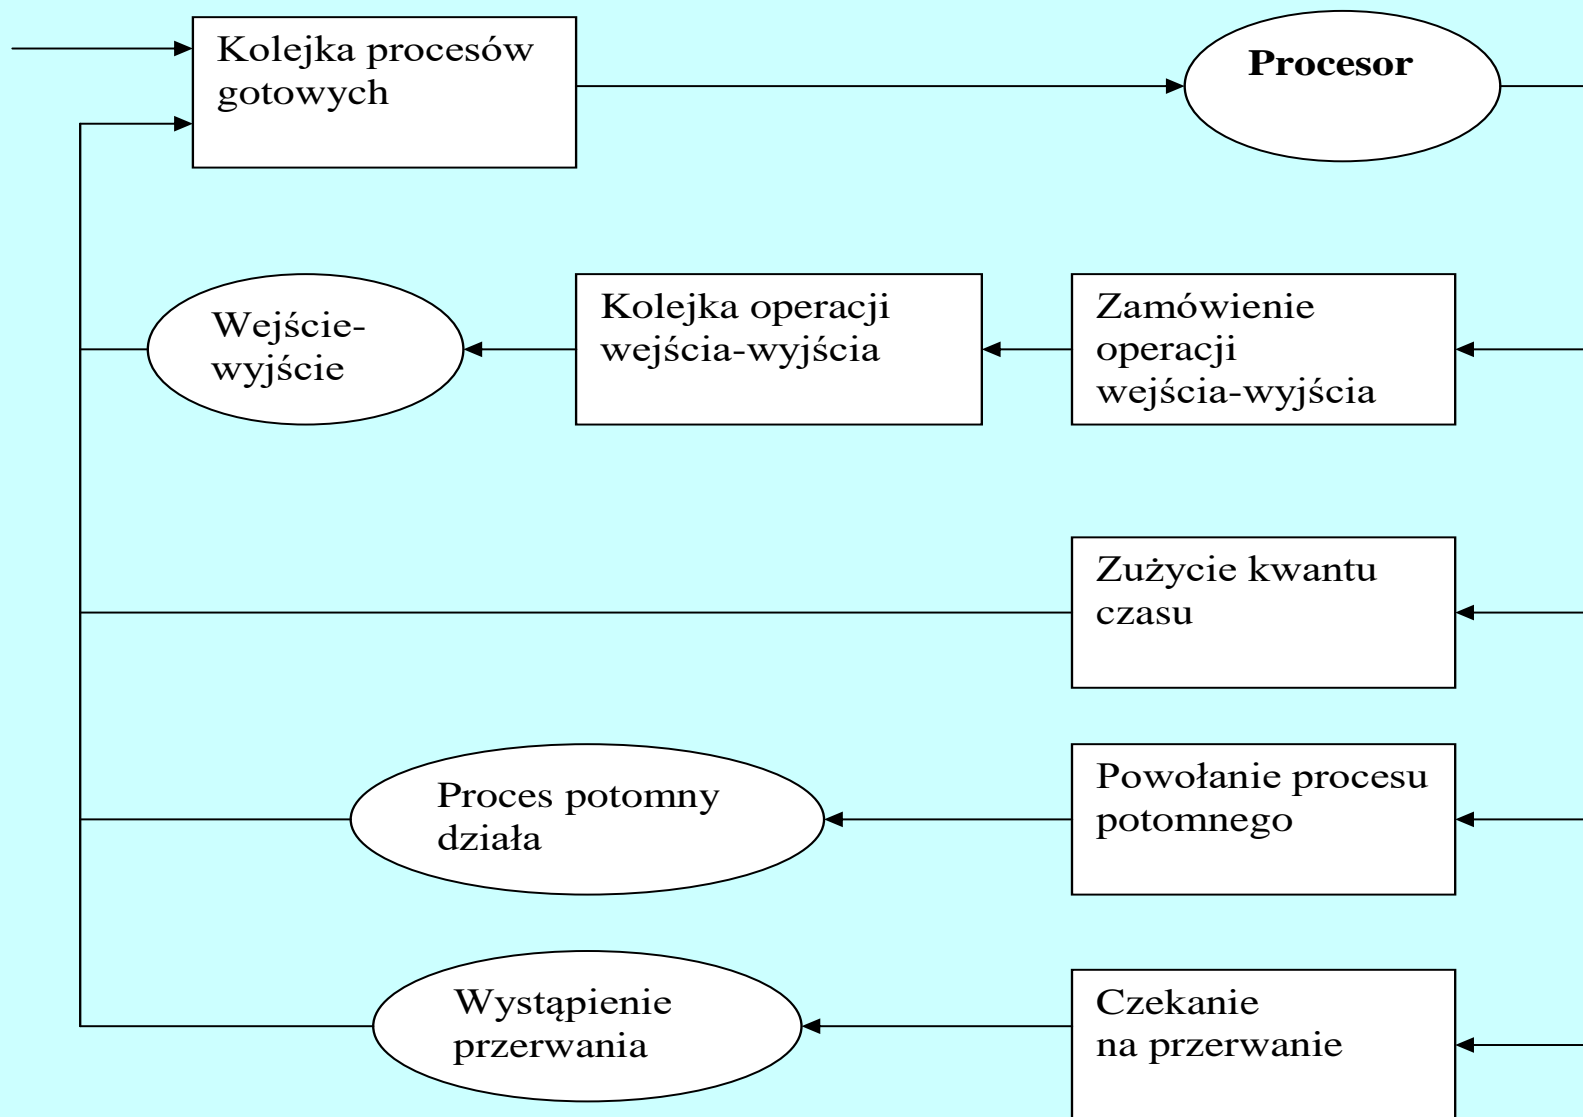 Kolejka procesów
gotowych
Procesor
Wejście-
wyjście
Kolejka operacji
wejścia-wyjścia
Zamówienie
operacji
wejścia-wyjścia
Zużycie kwantu
czasu
Proces potomny
działa
Powołanie procesu
potomnego
Wystąpienie
przerwania
Czekanie
na przerwanie